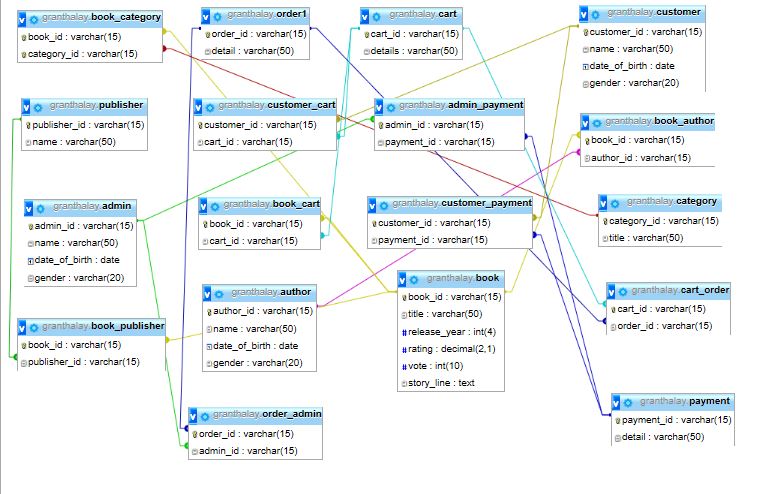 granthalay.book_category
book_id : varchar(15)
category_id : varchar(15)
granthalay.order1
order_id : varchar(15)
detail : varchar(50)
granthalay.cart
cart_id : varchar(15)
details : varchar(50)
granthalay.customer
customer_id : varchar(15)
name : varchar(50)
date_of_birth : date
gender : varchar(20)
granthalay.publisher
publisher_id : varchar(15)
name : varchar(50)
granthalay.customer_cart
customer_id : varchar(15)
cart_id : varchar(15)
granthalay.admin_payment
admin_id : varchar(15)
payment_id : varchar(15)
granthalay.book_author
book_id : varchar(15)
author_id : varchar(15)
granthalay.admin
admin_id : varchar(15)
name : varchar(50)
date_of_birth : date
gender : varchar(20)
granthalay.book_cart
book_id : varchar(15)
cart_id : varchar(15)
granthalay.customer_payment
customer_id : varchar(15)
payment_id : varchar(15)
granthalay.category
category_id : varchar(15)
title : varchar(50)
granthalay.book_publisher
book_id : varchar(15)
publisher_id : varchar(15)
granthalay.author
author_id : varchar(15)
name : varchar(50)
date_of_birth : date
gender : varchar(20)
granthalay.book
book_id : varchar(15)
title : varchar(50)
# release_year : int(4)
# rating : decimal(2,1)
# vote : int(10)
story_line : text
granthalay.cart_order
cart_id : varchar(15)
order_id : varchar(15)
granthalay.order_admin
order_id : varchar(15)
admin_id : varchar(15)
granthalay.payment
payment_id : varchar(15)
detail : varchar(50)